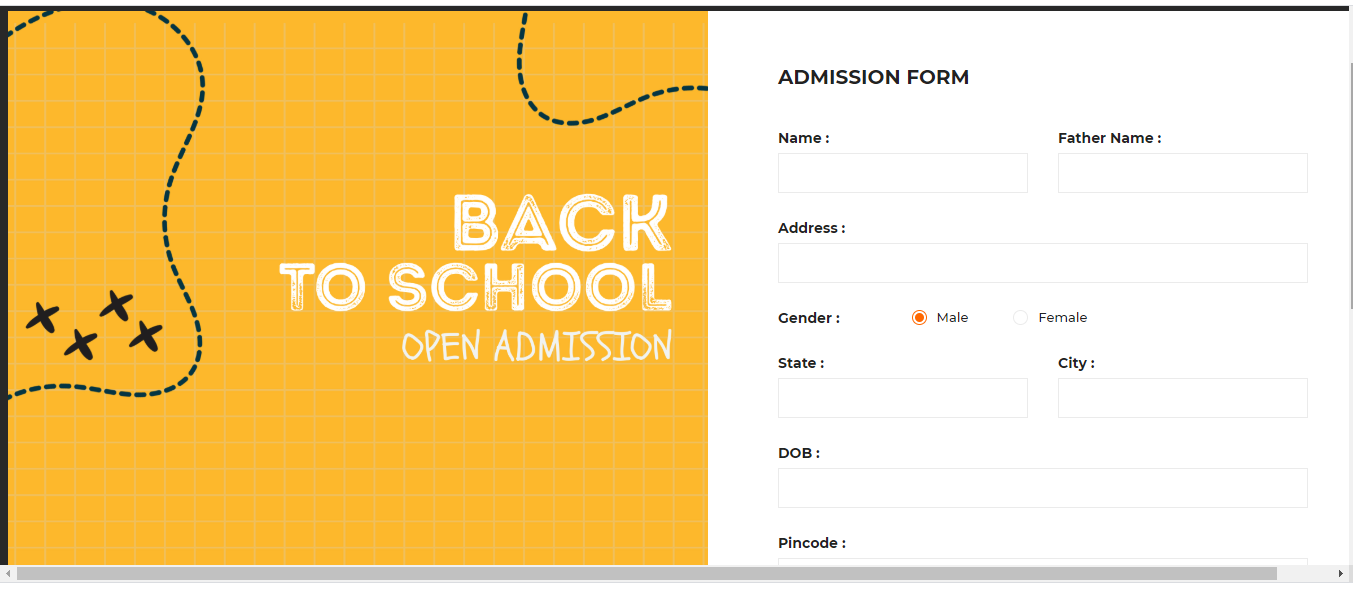 BACK
TO SCHOOL
OPEN ADMISSION
ADMISSION FORM
Name :
Father Name :
Address :
Gender :
Male
Female
State :
City :
DOB :
Pincode :